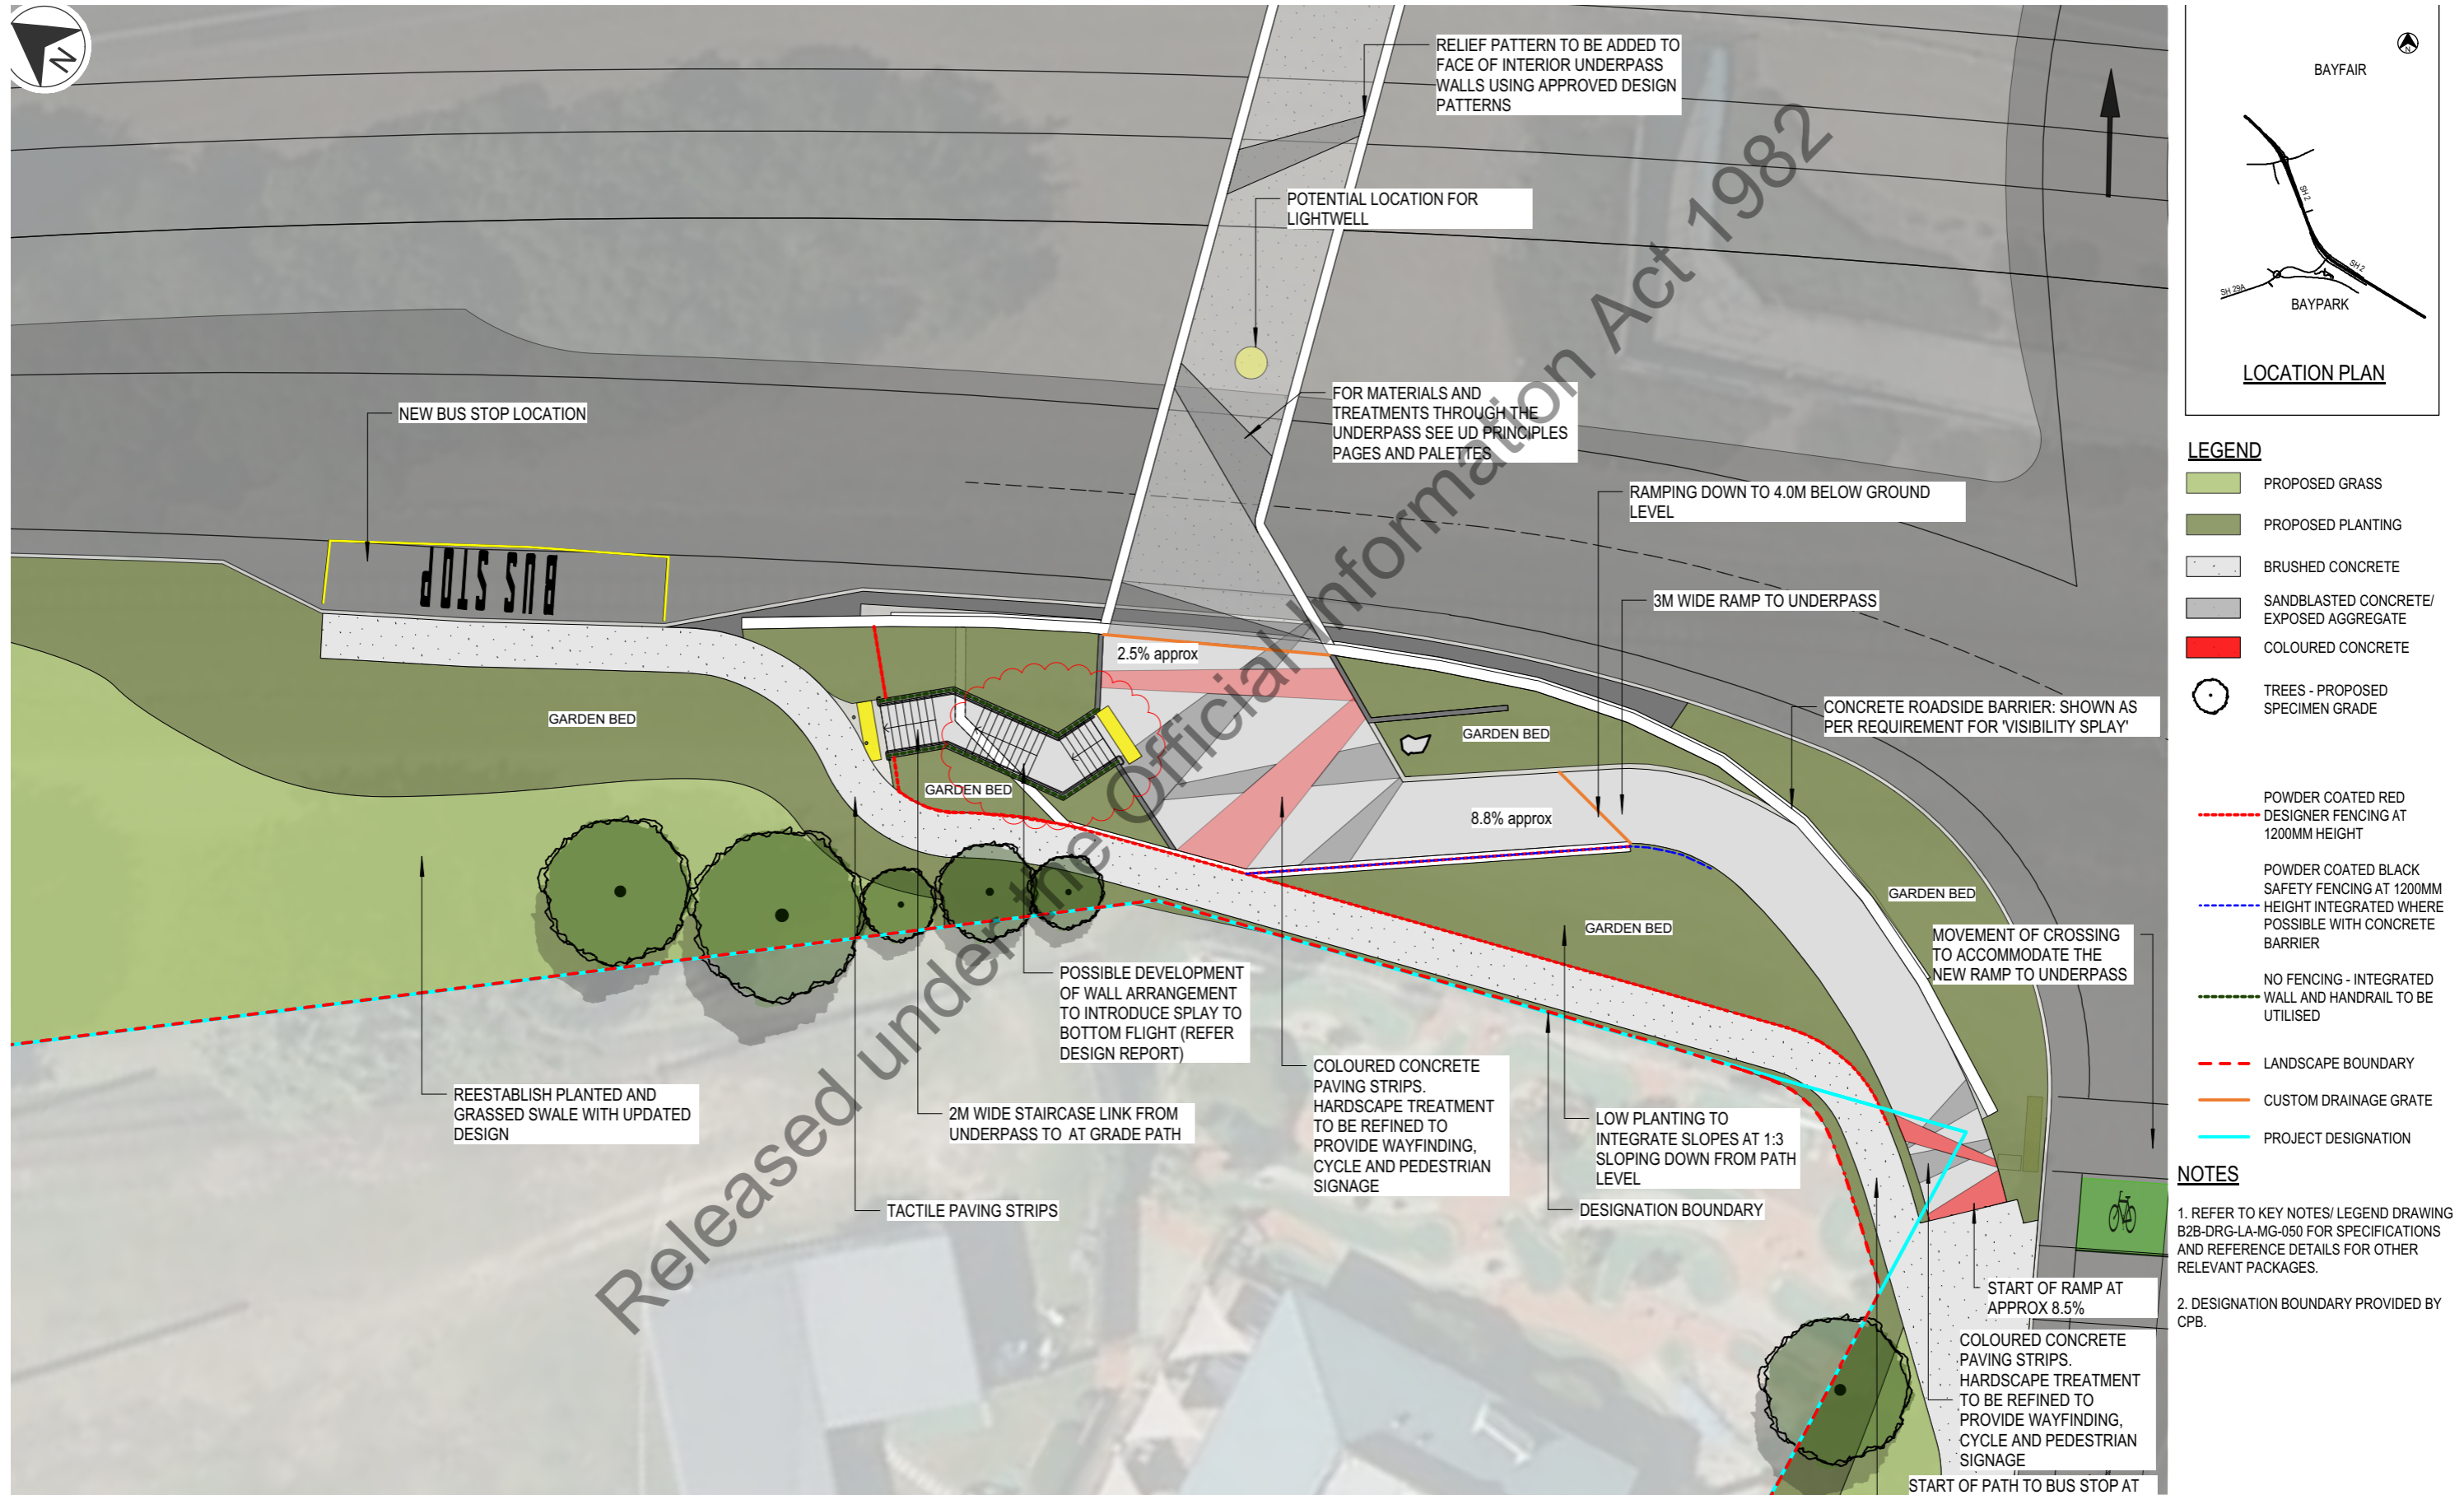 N
RELIEF PATTERN TO BE ADDED TO
FACE OF INTERIOR UNDERPASS
WALLS USING APPROVED DESIGN
PATTERNS
POTENTIAL LOCATION FOR
LIGHTWELL
FOR MATERIALS AND
TREATMENTS THROUGH THE
UNDERPASS SEE UD PRINCIPLES
PAGES AND PALETTES
NEW BUS STOP LOCATION
RAMPING DOWN TO 4.0M BELOW GROUND
LEVEL
BUS STOP
3M WIDE RAMP TO UNDERPASS
2.5% approx
CONCRETE ROADSIDE BARRIER: SHOWN AS
PER REQUIREMENT FOR 'VISIBILITY SPLAY'
GARDEN BED
GARDEN BED
GARDEN BED
8.8% approx
GARDEN BED
GARDEN BED
MOVEMENT OF CROSSING
TO ACCOMMODATE THE
NEW RAMP TO UNDERPASS
POSSIBLE DEVELOPMENT
OF WALL ARRANGEMENT
TO INTRODUCE SPLAY TO
BOTTOM FLIGHT (REFER
DESIGN REPORT)
COLOURED CONCRETE
PAVING STRIPS.
HARDSCAPE TREATMENT
TO BE REFINED TO
PROVIDE WAYFINDING,
CYCLE AND PEDESTRIAN
SIGNAGE
REESTABLISH PLANTED AND
GRASSED SWALE WITH UPDATED
DESIGN
2M WIDE STAIRCASE LINK FROM
UNDERPASS TO  AT GRADE PATH
LOW PLANTING TO
INTEGRATE SLOPES AT 1:3
SLOPING DOWN FROM PATH
LEVEL
TACTILE PAVING STRIPS
DESIGNATION BOUNDARY
START OF RAMP AT
APPROX 8.5%
COLOURED CONCRETE
PAVING STRIPS.
HARDSCAPE TREATMENT
TO BE REFINED TO
PROVIDE WAYFINDING,
CYCLE AND PEDESTRIAN
SIGNAGE
START OF PATH TO BUS STOP AT
Released under the Official Information Act 1982
N
BAYFAIR
SH 2
SH 2
SH 29A
BAYPARK
LOCATION PLAN
LEGEND
PROPOSED GRASS
PROPOSED PLANTING
BRUSHED CONCRETE
SANDBLASTED CONCRETE/
EXPOSED AGGREGATE
COLOURED CONCRETE
TREES - PROPOSED
SPECIMEN GRADE
POWDER COATED RED
DESIGNER FENCING AT
1200MM HEIGHT
POWDER COATED BLACK
SAFETY FENCING AT 1200MM
HEIGHT INTEGRATED WHERE
POSSIBLE WITH CONCRETE
BARRIER
NO FENCING - INTEGRATED
WALL AND HANDRAIL TO BE
UTILISED
LANDSCAPE BOUNDARY
CUSTOM DRAINAGE GRATE
PROJECT DESIGNATION
NOTES
1. REFER TO KEY NOTES/ LEGEND DRAWING
B2B-DRG-LA-MG-050 FOR SPECIFICATIONS
AND REFERENCE DETAILS FOR OTHER
RELEVANT PACKAGES.
2. DESIGNATION BOUNDARY PROVIDED BY
CPB.